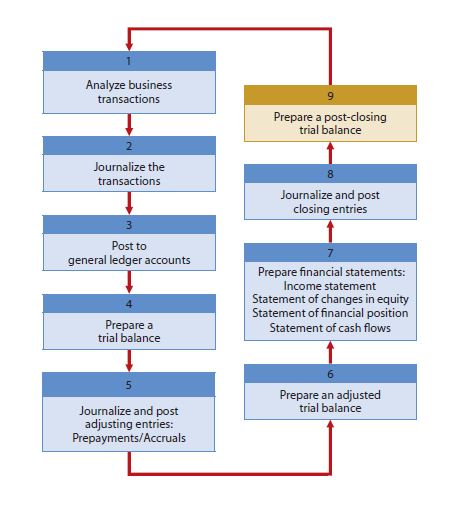 1
Analyze business
transactions
2
Journalize the
transactions
3
Post to
general ledger accounts
4
Prepare a
trial balance
5
Journalize and post
adjusting entries:
Prepayments/Accruals
6
Prepare an adjusted
trial balance
7
Prepare financial statements:
Income statement
Statement of changes in equity
Statement of financial position
Statement of cash flows
8
Journalize and post
closing entries
9
Prepare a post-closing
trial balance